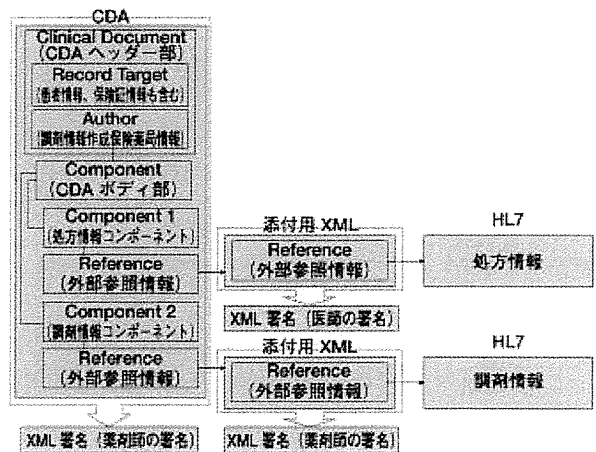 CDA
Clinical Document
(CDA ヘッダー部)
Record Target
(患者情報、保険証情報も含む)
Author
(調剤情報作成保険薬局情報)
Component
(CDA ボディ部)
Component 1
(処方情報コンポーネント)
Reference
(外部参照情報)
Component 2
(調剤情報コンポーネント)
Reference
(外部参照情報)
XML 署名 (薬剤師の署名)
添付用 XML
Reference
(外部参照情報)
XML 署名 (医師の署名)
添付用 XML
Reference
(外部参照情報)
XML 署名 (薬剤師の署名)
HL7
処方情報
HL7
調剤情報